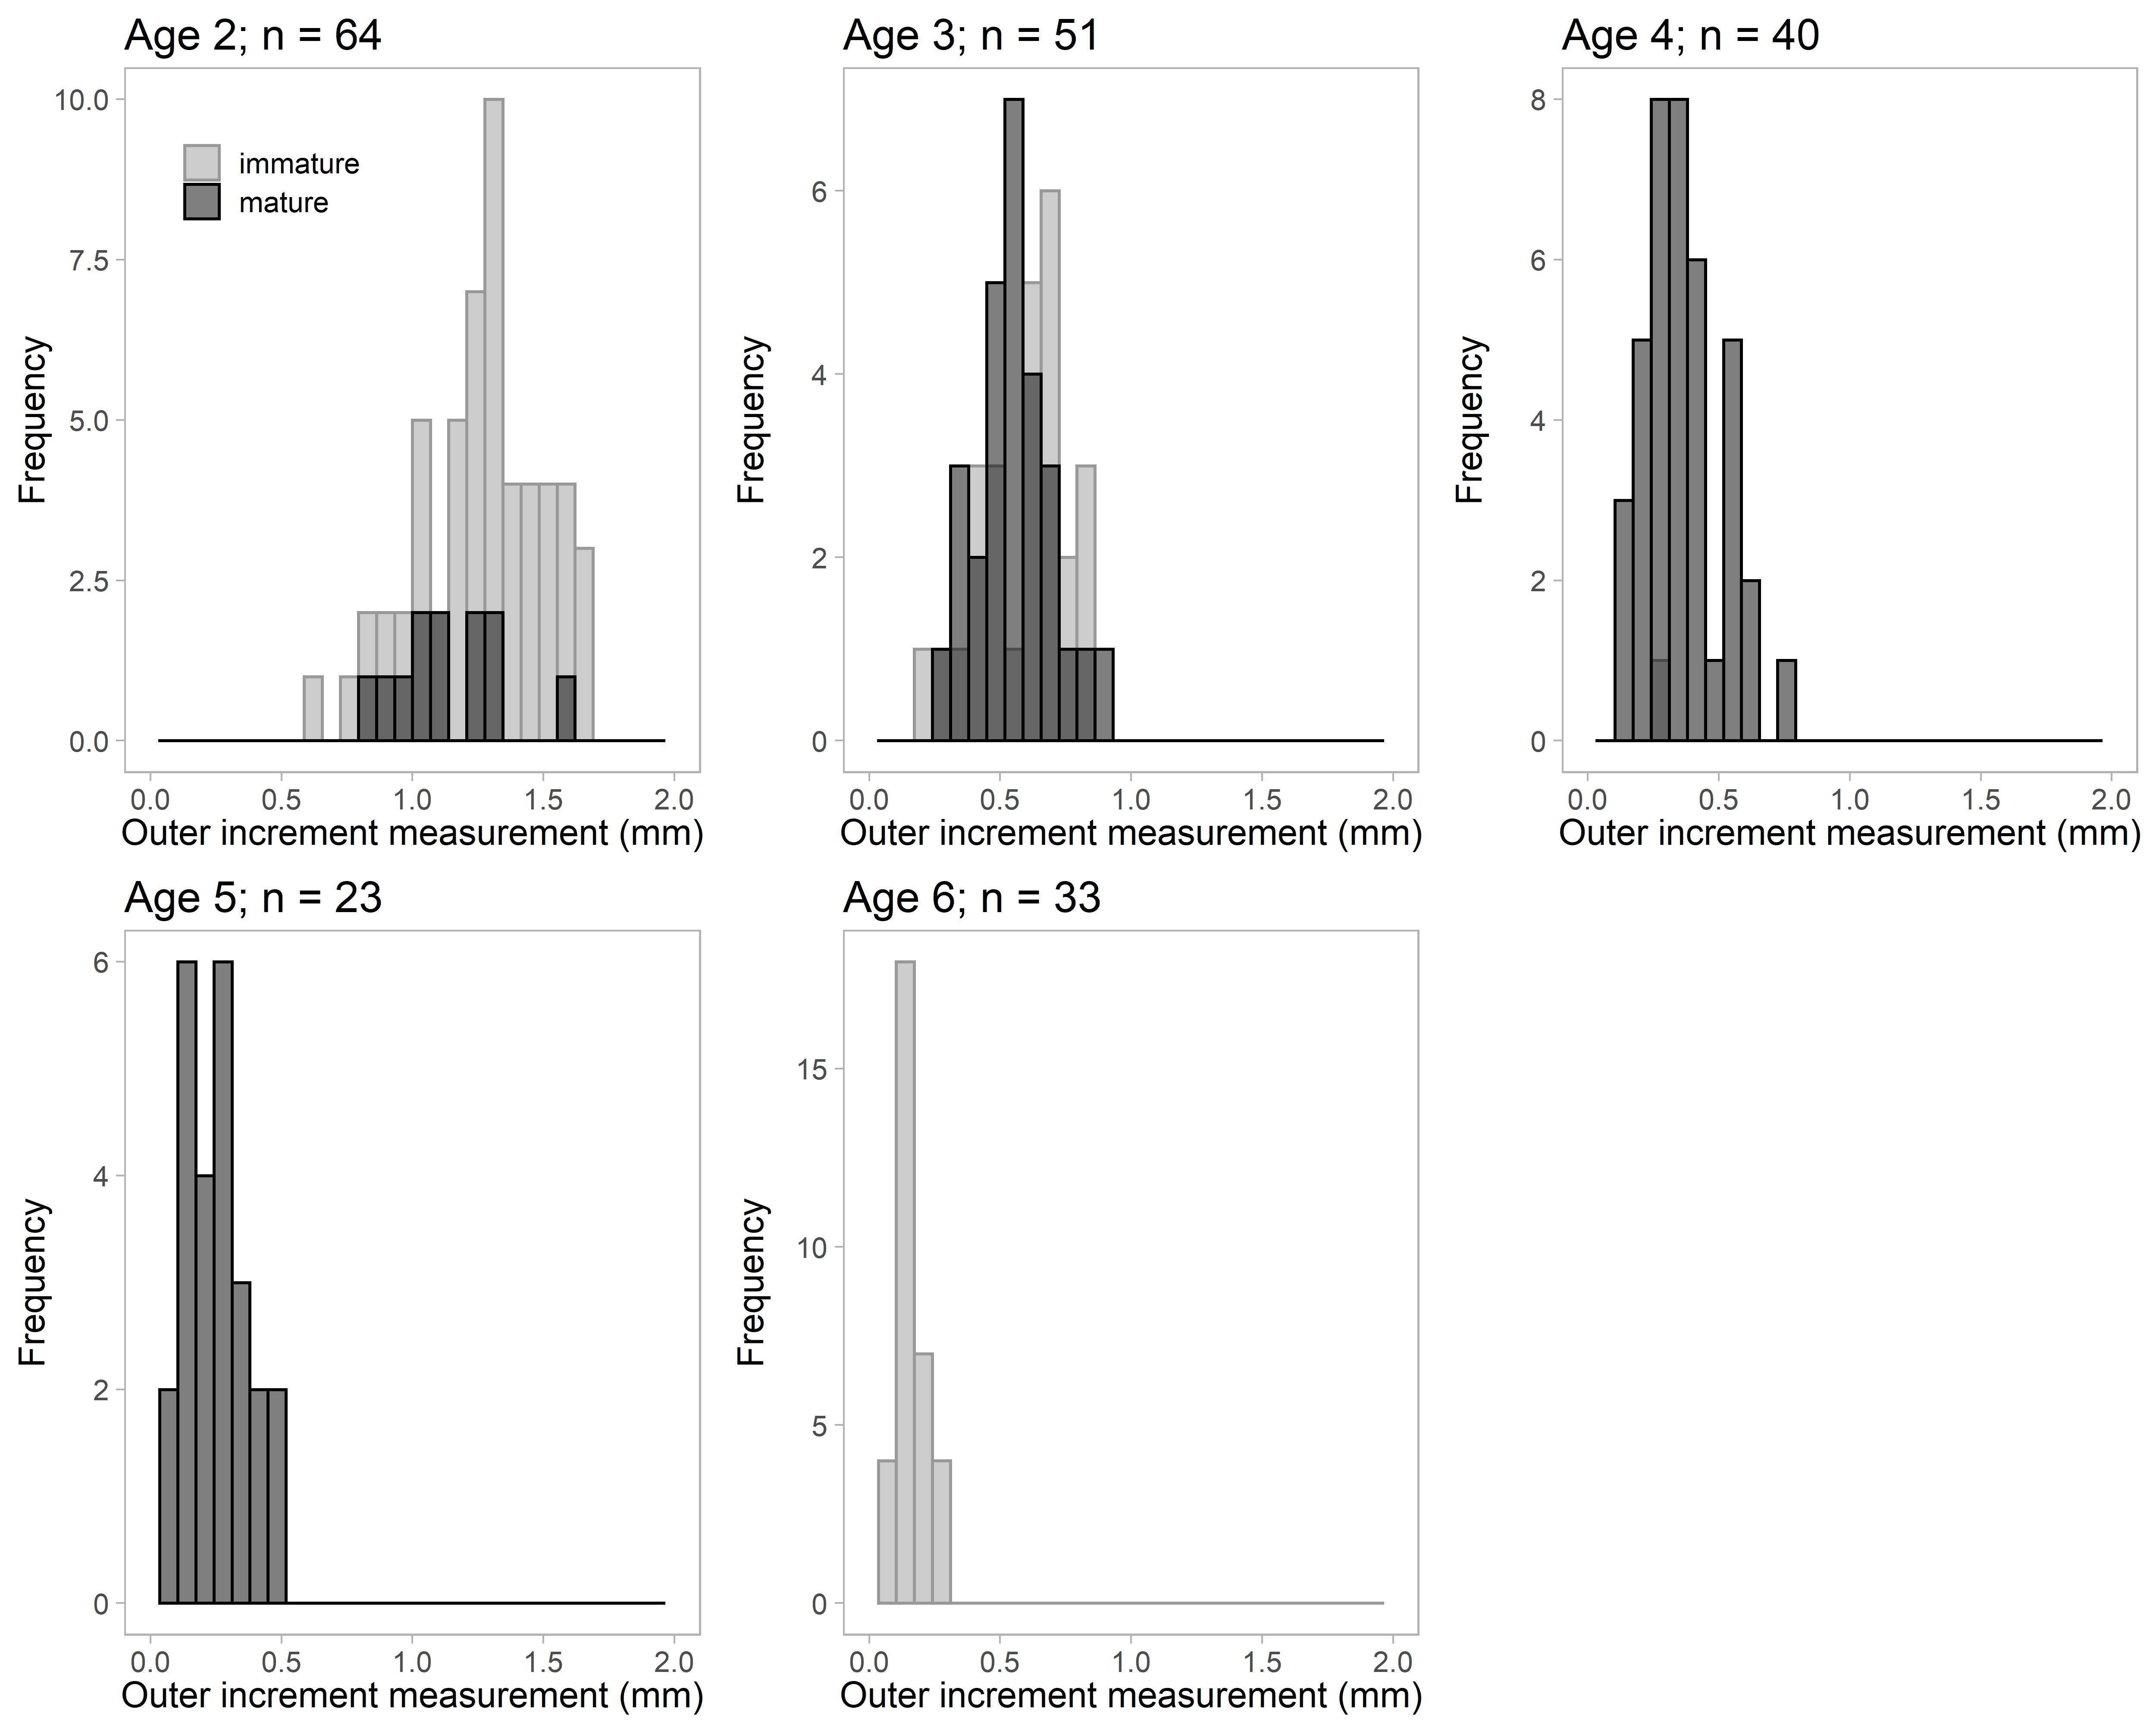 Age 2; n = 64
10.0
7.5
5.0
2.5
0.0
Frequency
immature
mature
0.0 0.5 1.0 1.5 2.0
Outer increment measurement (mm)
Age 3; n = 51
6
4
2
0
Frequency
0.0 0.5 1.0 1.5 2.0
Outer increment measurement (mm)
Age 4; n = 40
8
6
4
2
0
Frequency
0.0 0.5 1.0 1.5 2.0
Outer increment measurement (mm)
Age 5; n = 23
6
4
2
0
Frequency
0.0 0.5 1.0 1.5 2.0
Outer increment measurement (mm)
Age 6; n = 33
15
10
5
0
Frequency
0.0 0.5 1.0 1.5 2.0
Outer increment measurement (mm)